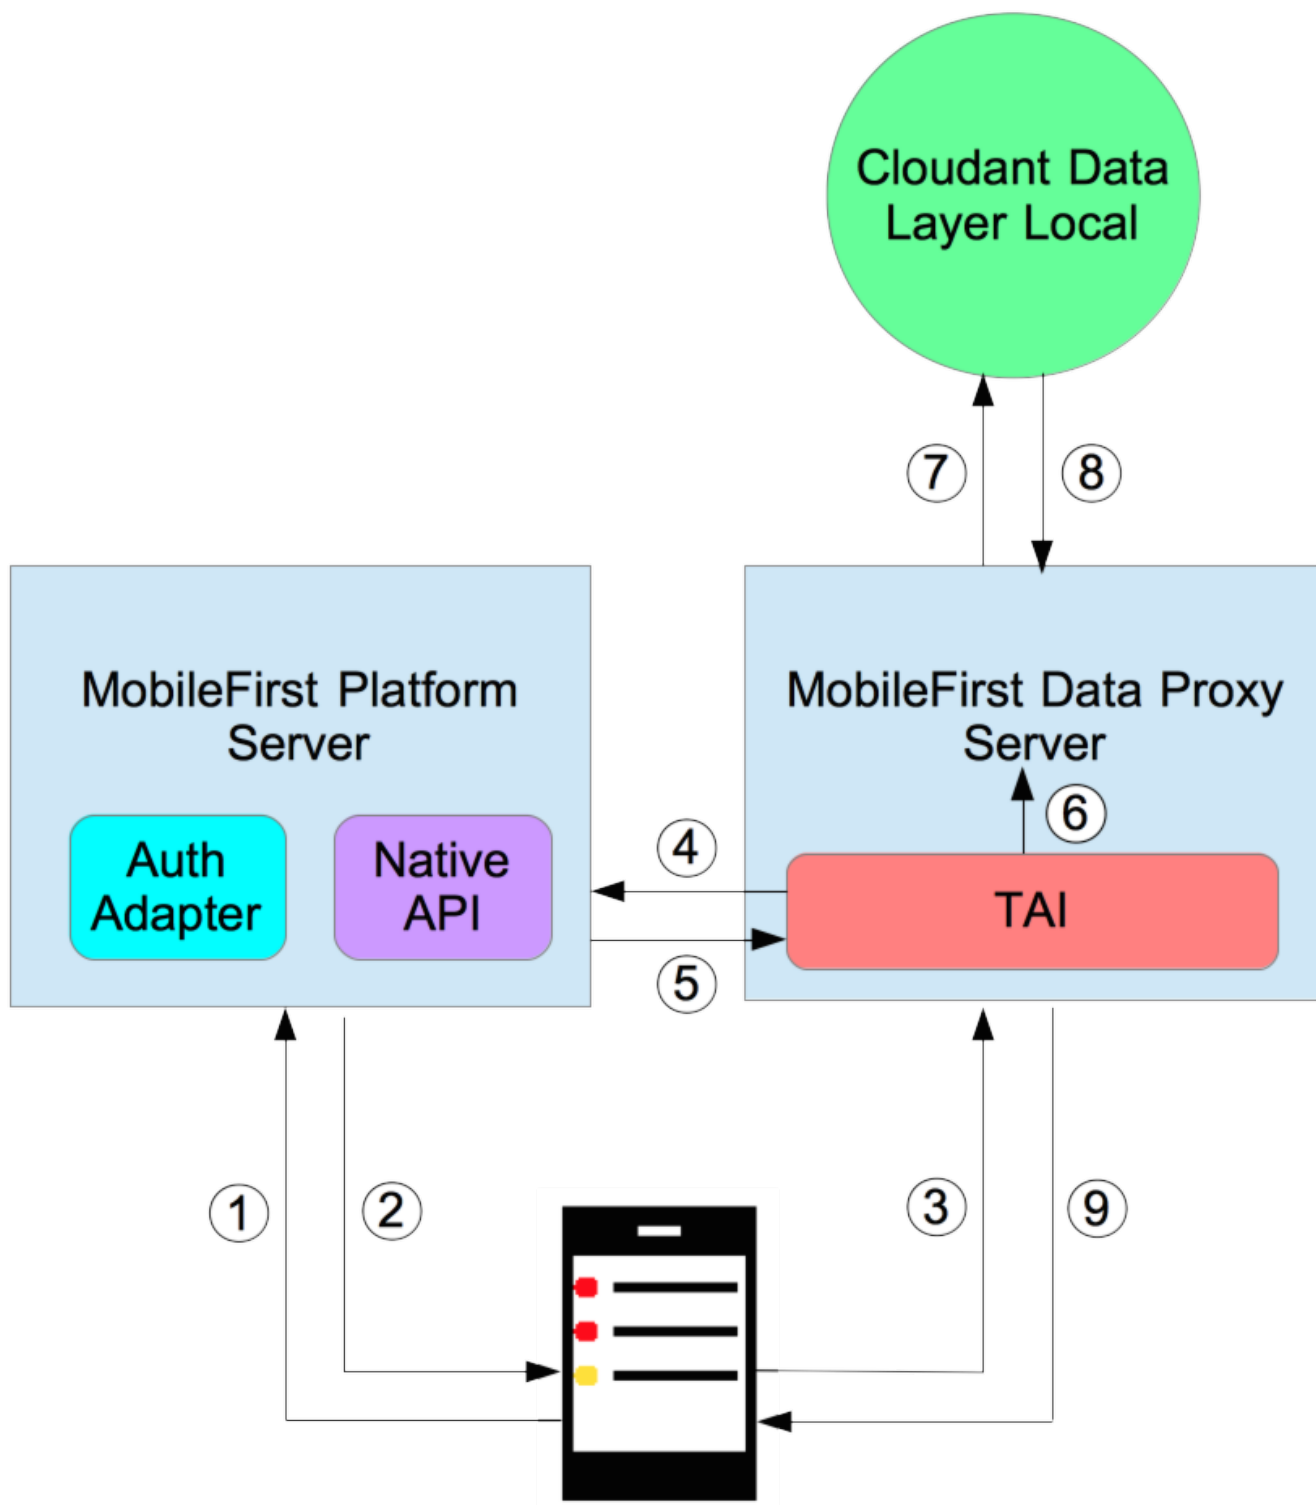 Cloudant Data
Layer Local
7
8
MobileFirst Platform
Server
MobileFirst Data Proxy
Server
6
Auth
Adapter
Native
API
4
TAI
5
1
2
3
9